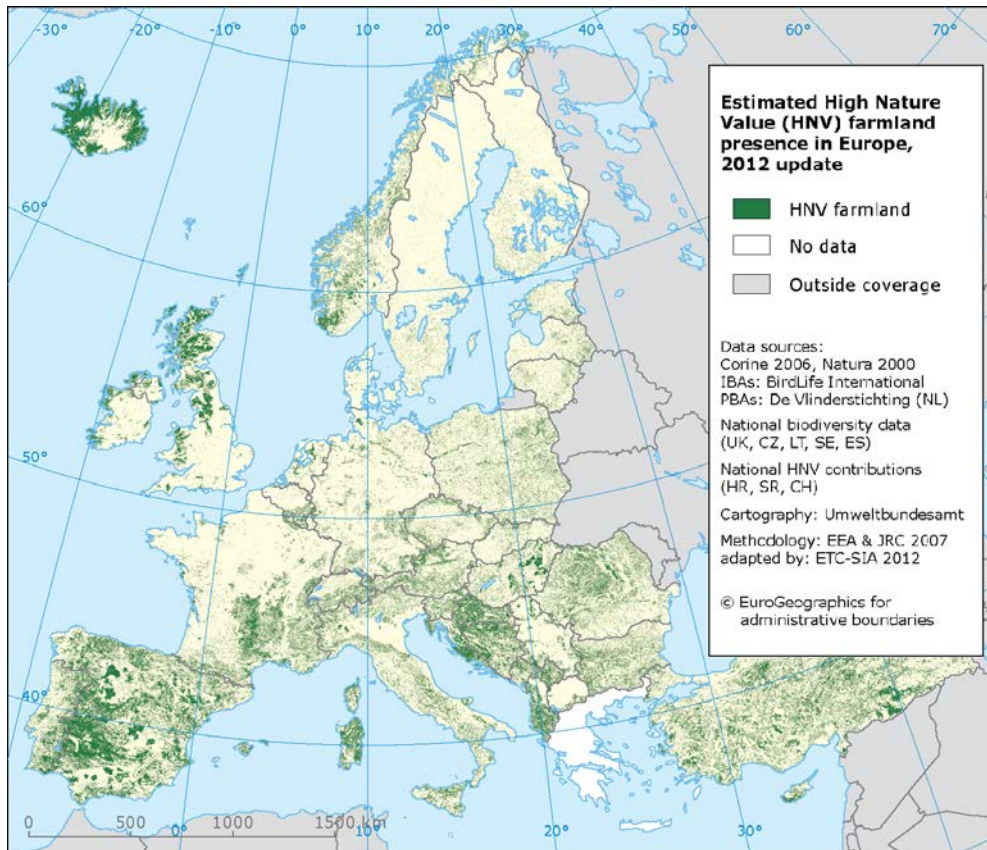 -30° -20° -10° 0° 10° 20° 30° 40° 50° 60° 70°
Estimated High Nature
Value (HNV) farmland
presence in Europe,
2012 update
HNV farmland
No data
Outside coverage
Data sources:
Corine 2006, Natura 2000
IBAs: BirdLife International
PBAs: De Vlinderstichting (NL)
National biodiversity data
(UK, CZ, LT, SE, ES)
National HNV contributions
(HR, SR, CH)
Cartography: Umweltbundesamt
Methodology: EEA & JRC 2007
adapted by: ETC-SIA 2012
© EuroGeographics for
administrative boundaries
60°
50°
40°
0 500 1000 1500 km
0° 10° 20° 30°